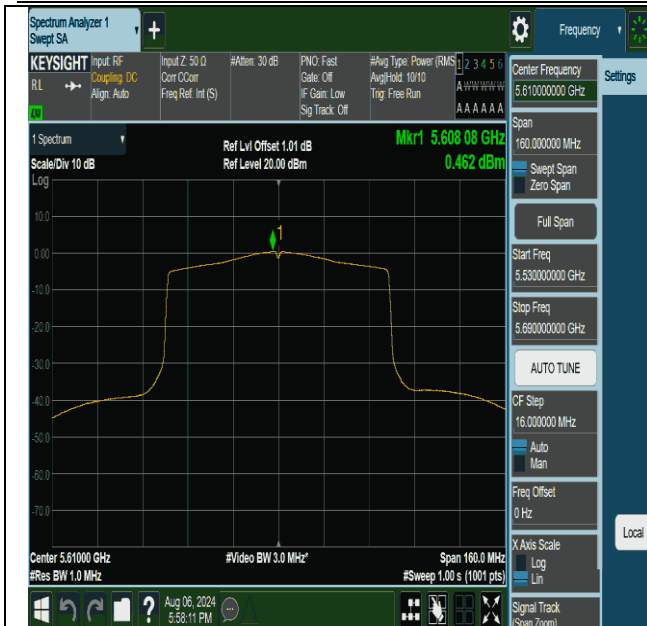 Spectrum Analyzer 1
Swept SA
+
Frequency
KEYSIGHT
RL
Input: RF
Coupling: DC
Align: Auto
Input Z: 50 Ω
Corr CCorr
Freq Ref: Int (S)
#Atten: 30 dB
PNO: Fast
Gate: Off
IF Gain: Low
Sig Track: Off
#Avg Type: Power (RMS)
Avg|Hold: 10/10
Trig: Free Run
1 2 3 4 5 6
A W W W W W
A A A A A A
Center Frequency
5.610000000 GHz
Settings
Span
160.000000 MHz
Swept Span
Zero Span
Full Span
Start Freq
5.530000000 GHz
Stop Freq
5.690000000 GHz
AUTO TUNE
CF Step
16.000000 MHz
Auto
Man
Freq Offset
0 Hz
X Axis Scale
Log
Lin
Local
Signal Track
(Span Zoom)
1 Spectrum
Scale/Div 10 dB
Log
Ref Lvl Offset 1.01 dB
Ref Level 20.00 dBm
Mkr1 5.608 08 GHz
0.462 dBm
1
10.0
0.00
-10.0
-20.0
-30.0
-40.0
-50.0
-60.0
-70.0
Center 5.61000 GHz
#Video BW 3.0 MHz*
Span 160.0 MHz
#Res BW 1.0 MHz
#Sweep 1.00 s (1001 pts)
?
Aug 06, 2024
5:58:11 PM